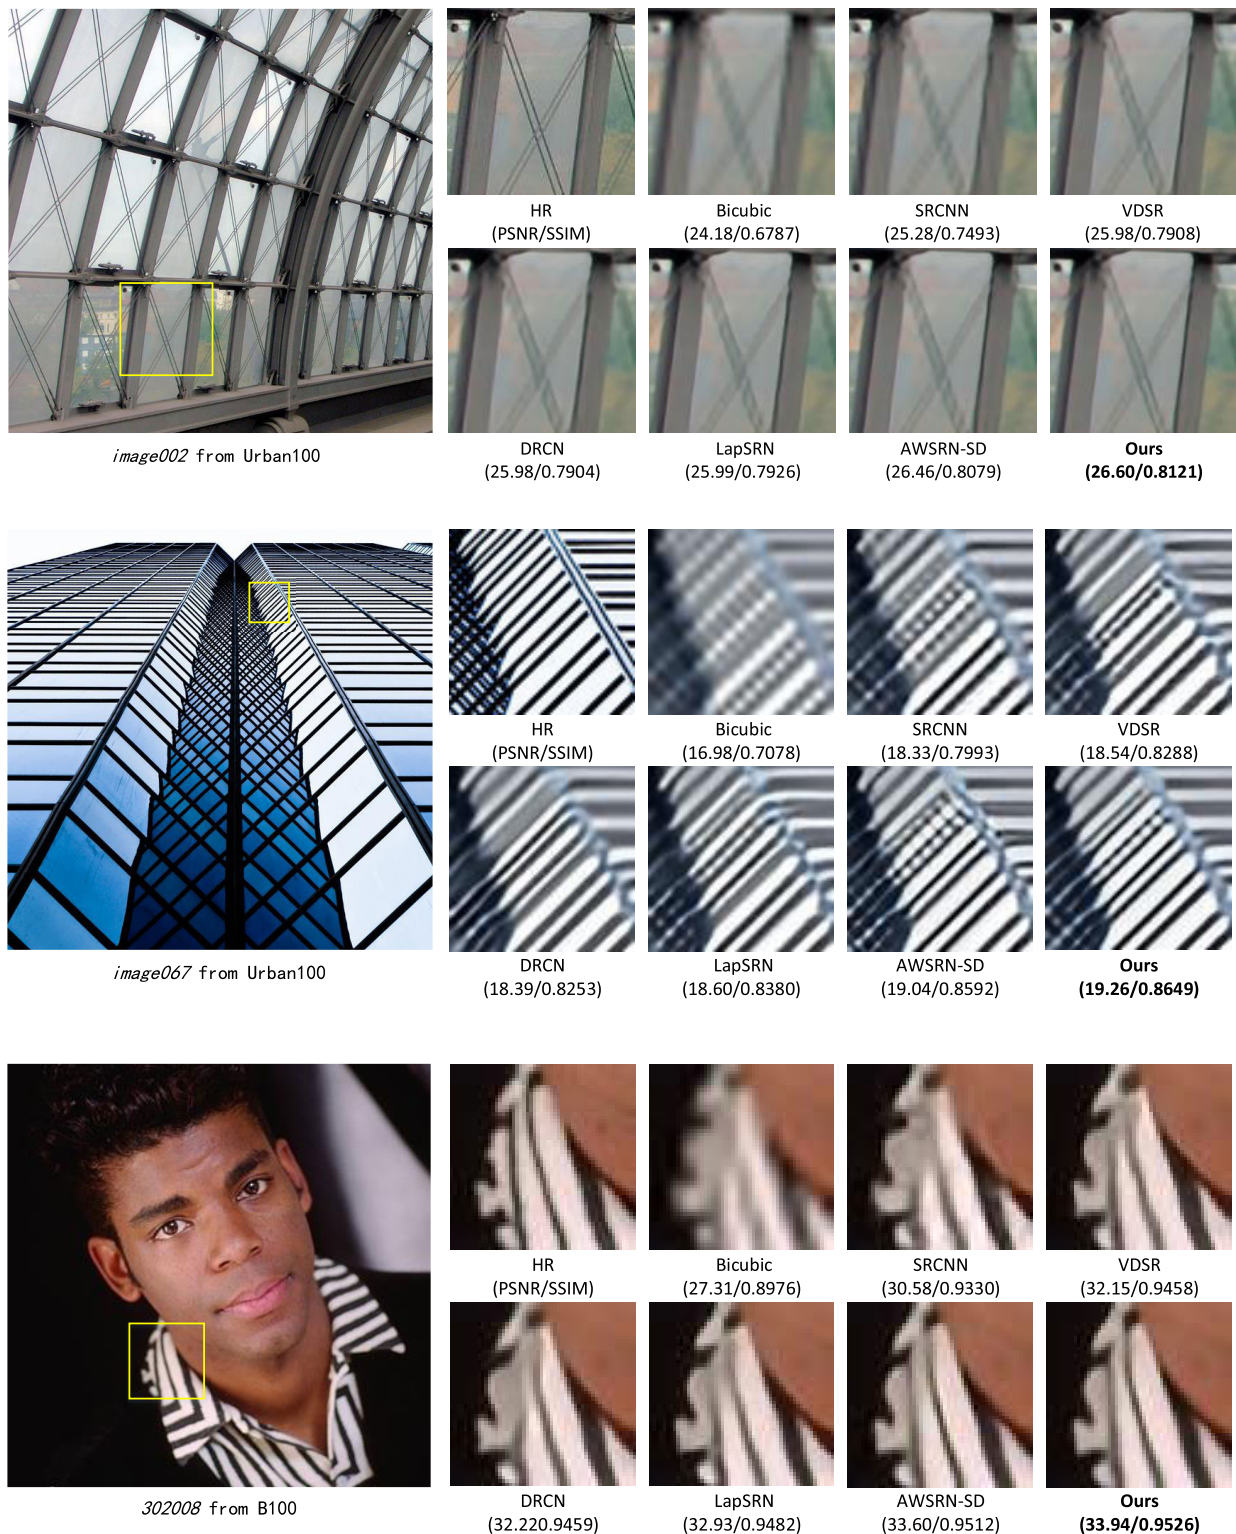 HR
(PSNR/SSIM)
Bicubic
(24.18/0.6787)
SRCNN
(25.28/0.7493)
VDSR
(25.98/0.7908)
DRCN
(25.98/0.7904)
LapSRN
(25.99/0.7926)
AWSRN-SD
(26.46/0.8079)
Ours
(26.60/0.8121)
image002 from Urban100
HR
(PSNR/SSIM)
Bicubic
(16.98/0.7078)
SRCNN
(18.33/0.7993)
VDSR
(18.54/0.8288)
DRCN
(18.39/0.8253)
LapSRN
(18.60/0.8380)
AWSRN-SD
(19.04/0.8592)
Ours
(19.26/0.8649)
image067 from Urban100
HR
(PSNR/SSIM)
Bicubic
(27.31/0.8976)
SRCNN
(30.58/0.9330)
VDSR
(32.15/0.9458)
DRCN
(32.220.9459)
LapSRN
(32.93/0.9482)
AWSRN-SD
(33.60/0.9512)
Ours
(33.94/0.9526)
302008 from B100